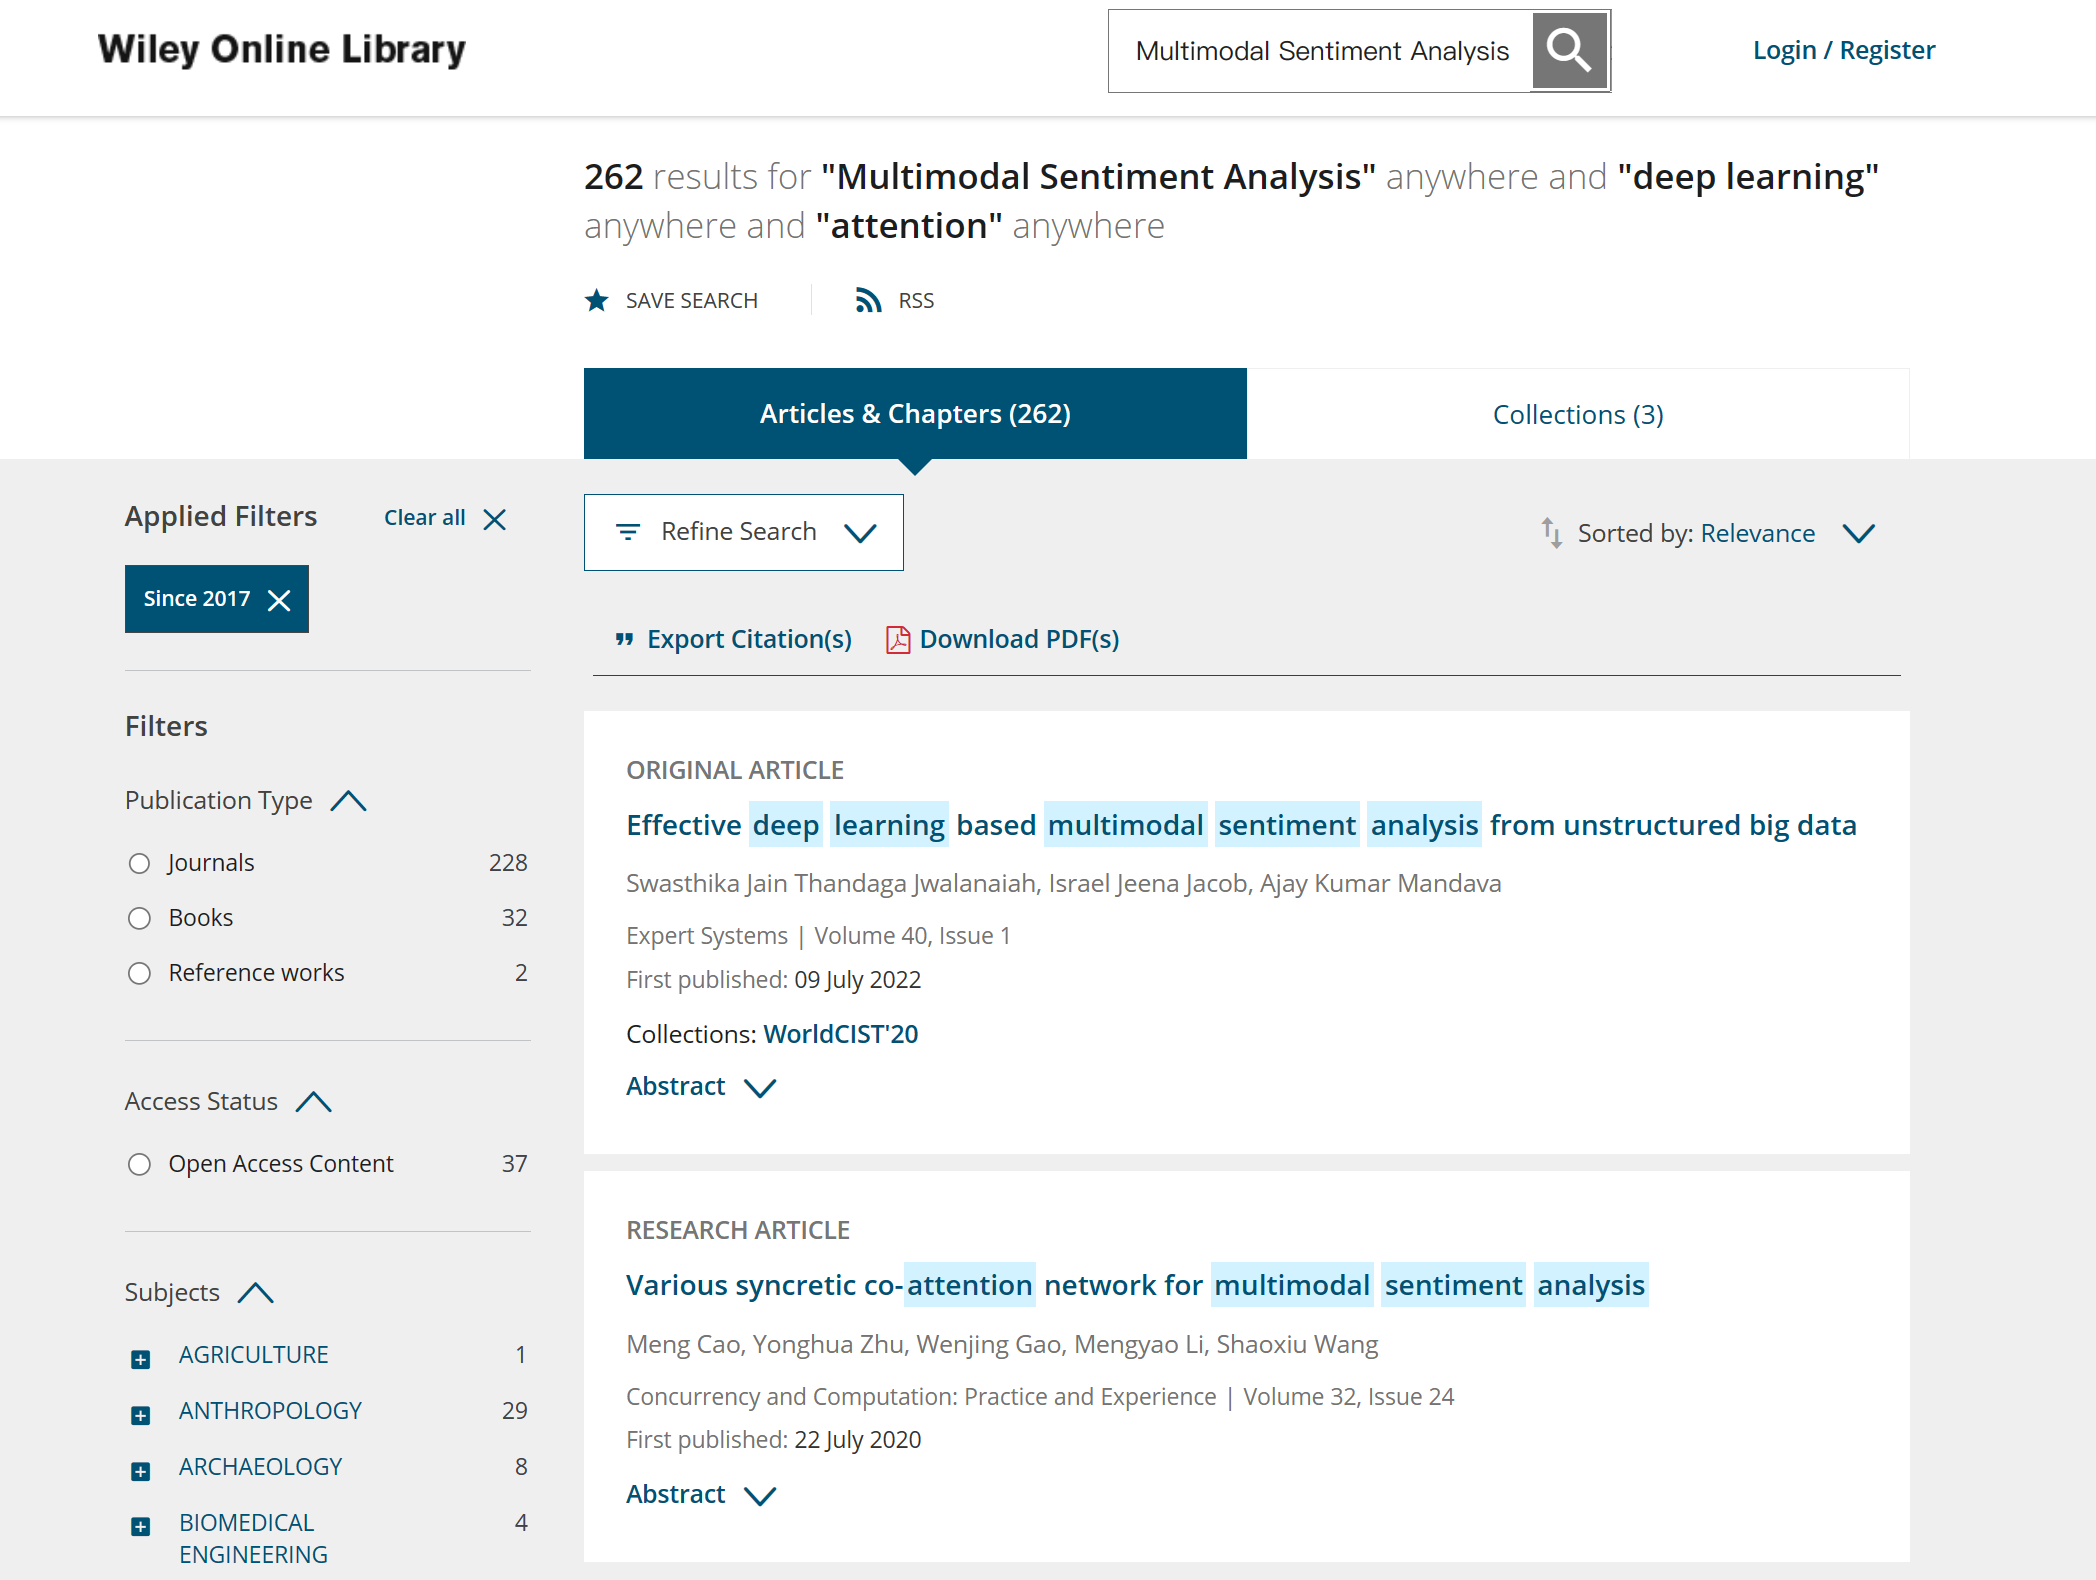 Wiley Online Library
Multimodal Sentiment Analysis
Login / Register
262 results for "Multimodal Sentiment Analysis" anywhere and "deep learning"
anywhere and "attention" anywhere
SAVE SEARCH
RSS
Articles & Chapters (262)
Collections (3)
Applied Filters
Clear all
Since 2017
Filters
Publication Type
Journals 228
Books 32
Reference works 2
Access Status
Open Access Content 37
Subjects
AGRICULTURE 1
ANTHROPOLOGY 29
ARCHAEOLOGY 8
BIOMEDICAL 4
ENGINEERING
Refine Search
Sorted by: Relevance
Export Citation(s)
Download PDF(s)
ORIGINAL ARTICLE
Effective deep learning based multimodal sentiment analysis from unstructured big data
Swasthika Jain Thandaga Jwalanaiah, Israel Jeena Jacob, Ajay Kumar Mandava
Expert Systems | Volume 40, Issue 1
First published: 09 July 2022
Collections: WorldCIST'20
Abstract
RESEARCH ARTICLE
Various syncretic co-attention network for multimodal sentiment analysis
Meng Cao, Yonghua Zhu, Wenjing Gao, Mengyao Li, Shaoxiu Wang
Concurrency and Computation: Practice and Experience | Volume 32, Issue 24
First published: 22 July 2020
Abstract